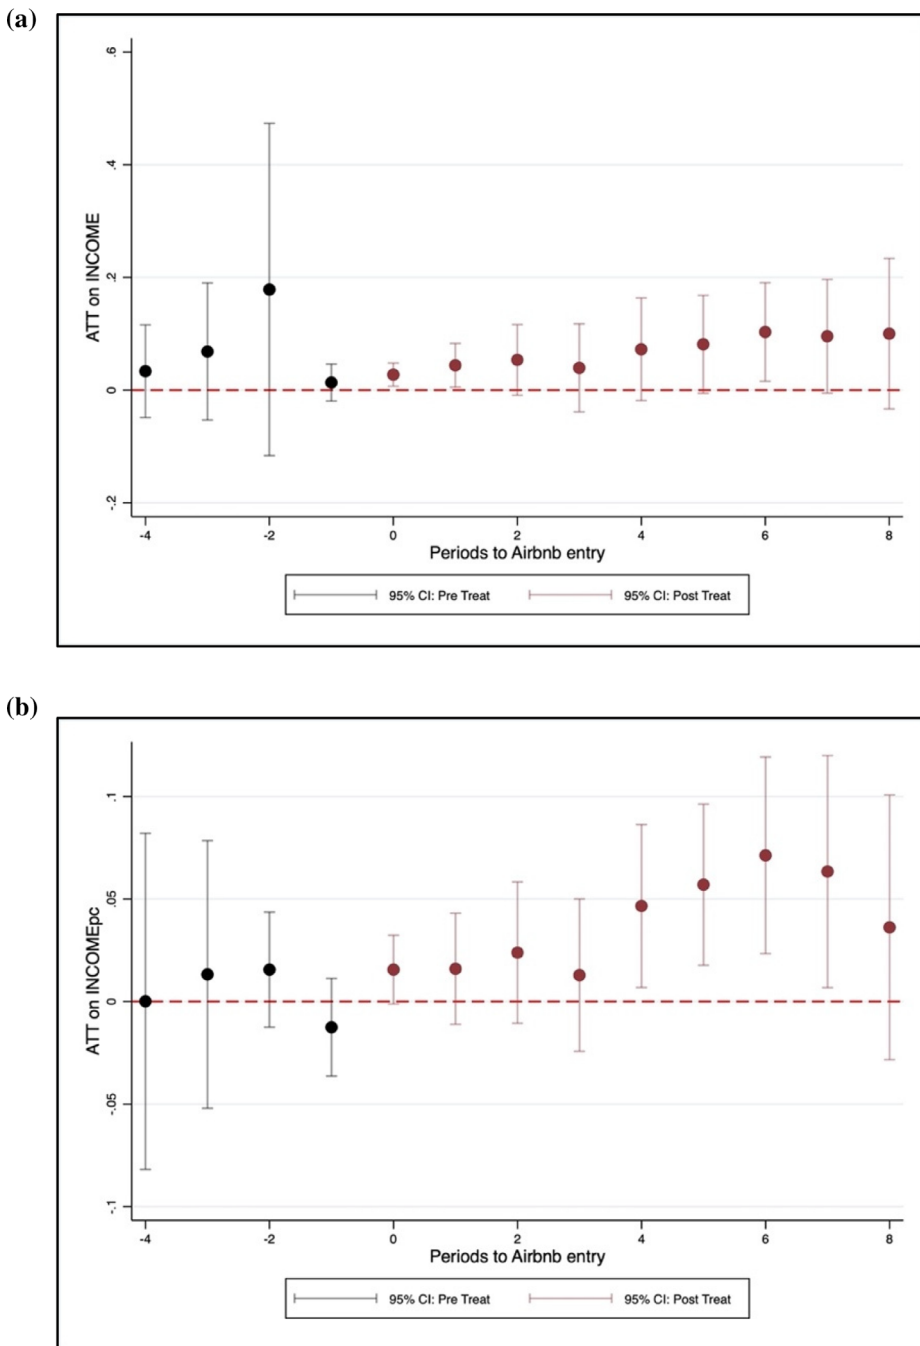 (a)
.6
.4
.2
0
-.2
ATT on INCOME
-4 -2 0 2 4 6 8
Periods to Airbnb entry
95% CI: Pre Treat 95% CI: Post Treat
(b)
.1
.05
0
-.05
-.1
ATT on INCOMEpc
-4 -2 0 2 4 6 8
Periods to Airbnb entry
95% CI: Pre Treat 95% CI: Post Treat